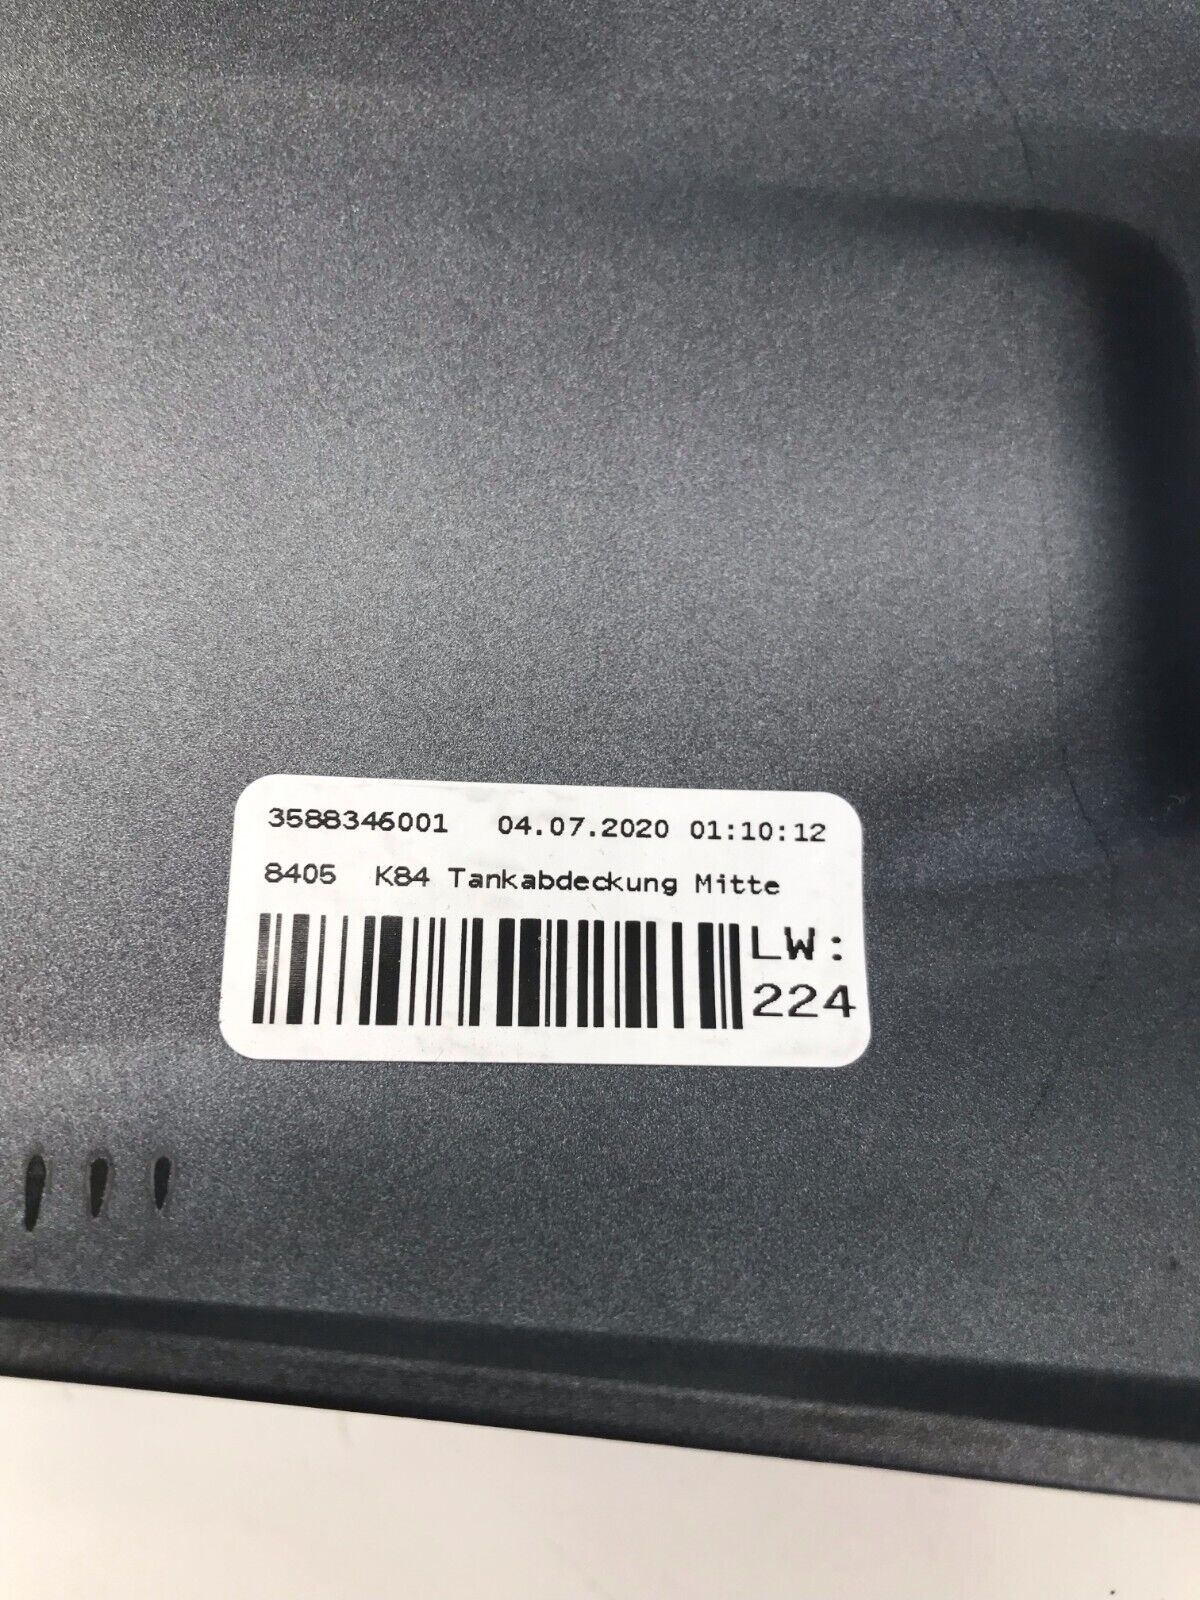 3588346001 04.07.2020 01:10:12
8405 K84 Tankabdeckung Mitte
LW:
224